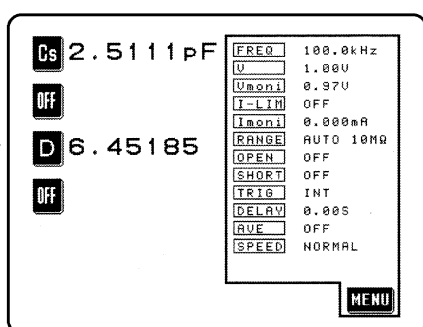 Cs 2.5111pF
OFF
D 6.45185
OFF
FREQ 100.0kHz
V 1.00V
Vmoni 0.97V
I-LIM OFF
Imoni 0.000mA
RANGE AUTO 10MΩ
OPEN OFF
SHORT OFF
TRIG INT
DELAY 0.00S
AVE OFF
SPEED NORMAL
MENU